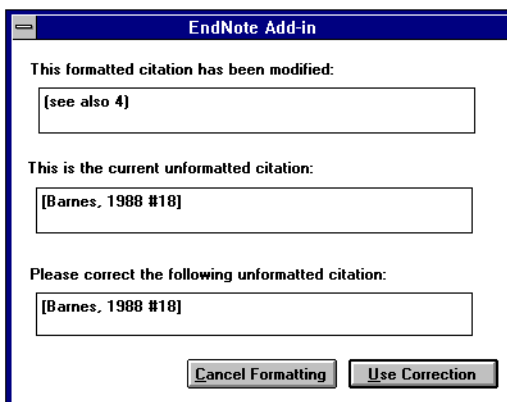 EndNote Add-in
This formatted citation has been modified:
(see also 4)
This is the current unformatted citation:
[Barnes, 1988 #18]
Please correct the following unformatted citation:
[Barnes, 1988 #18]
Cancel Formatting Use Correction